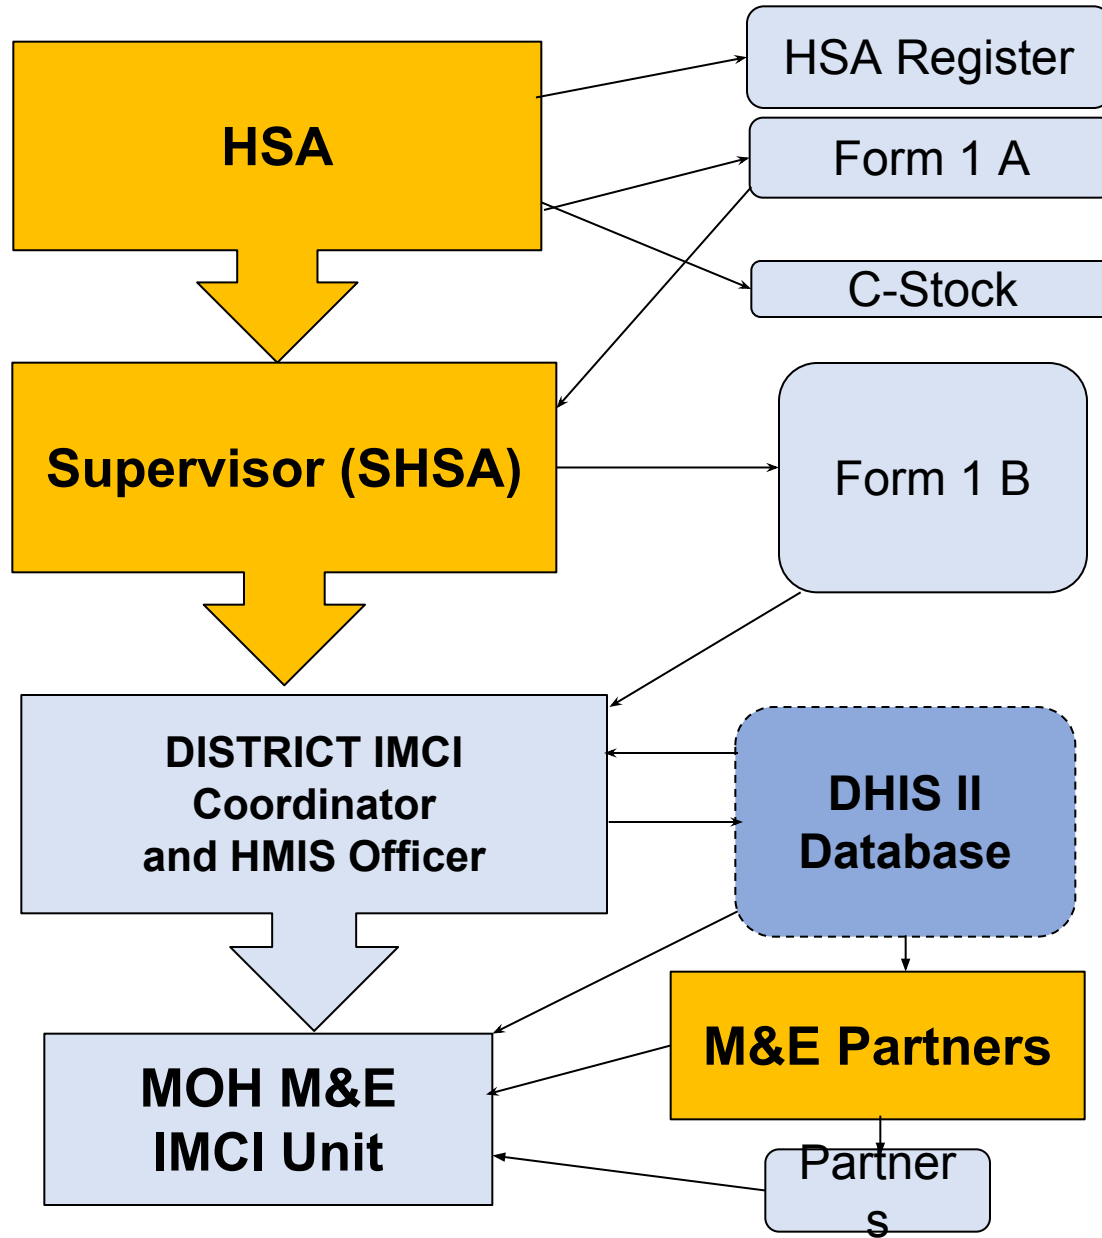 HSA Register
HSA
Form 1 A
C-Stock
Supervisor (SHSA)
Form 1 B
DISTRICT IMCI
Coordinator
and HMIS Officer
DHIS II
Database
MOH M&E
IMCI Unit
M&E Partners
Partner
s